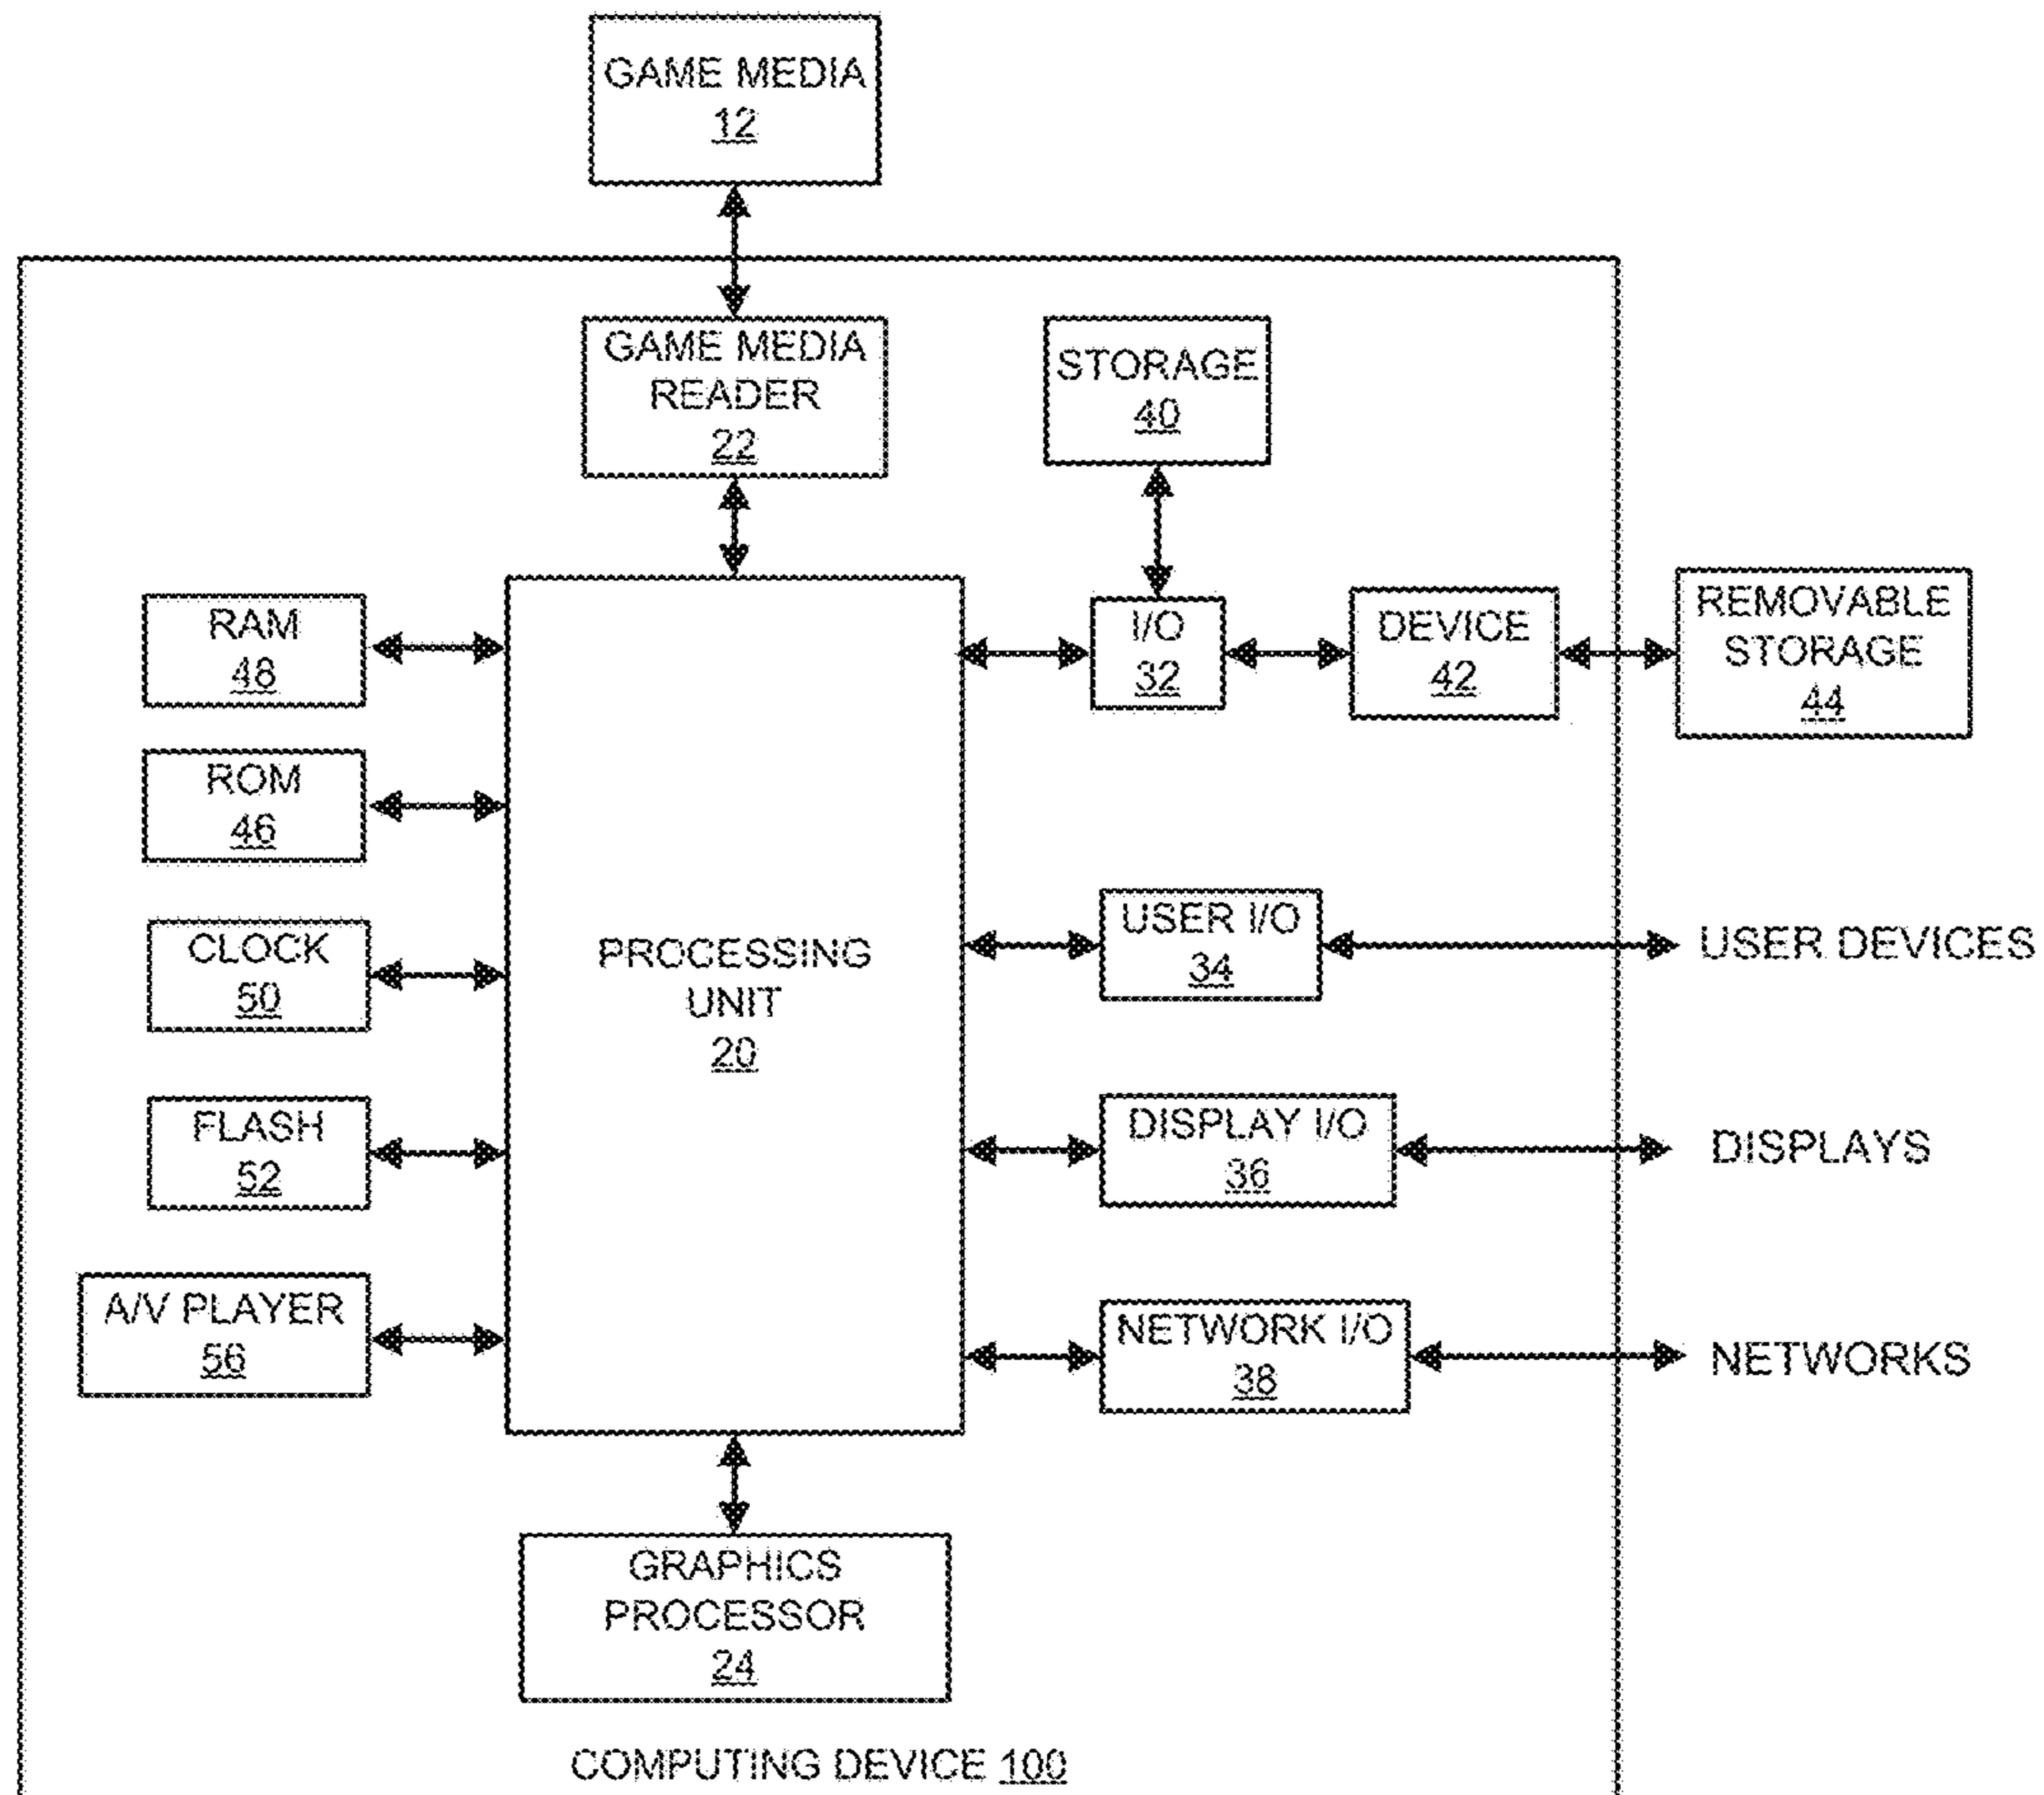 GAME MEDIA
12
GAME MEDIA
READER
22
STORAGE
40
RAM
48
I/O
32
DEVICE
42
REMOVABLE
STORAGE
44
ROM
46
CLOCK
50
PROCESSING
UNIT
20
USER I/O
34
USER DEVICES
FLASH
52
DISPLAY I/O
36
DISPLAYS
A/V PLAYER
56
NETWORK I/O
38
NETWORKS
GRAPHICS
PROCESSOR
24
COMPUTING DEVICE 100